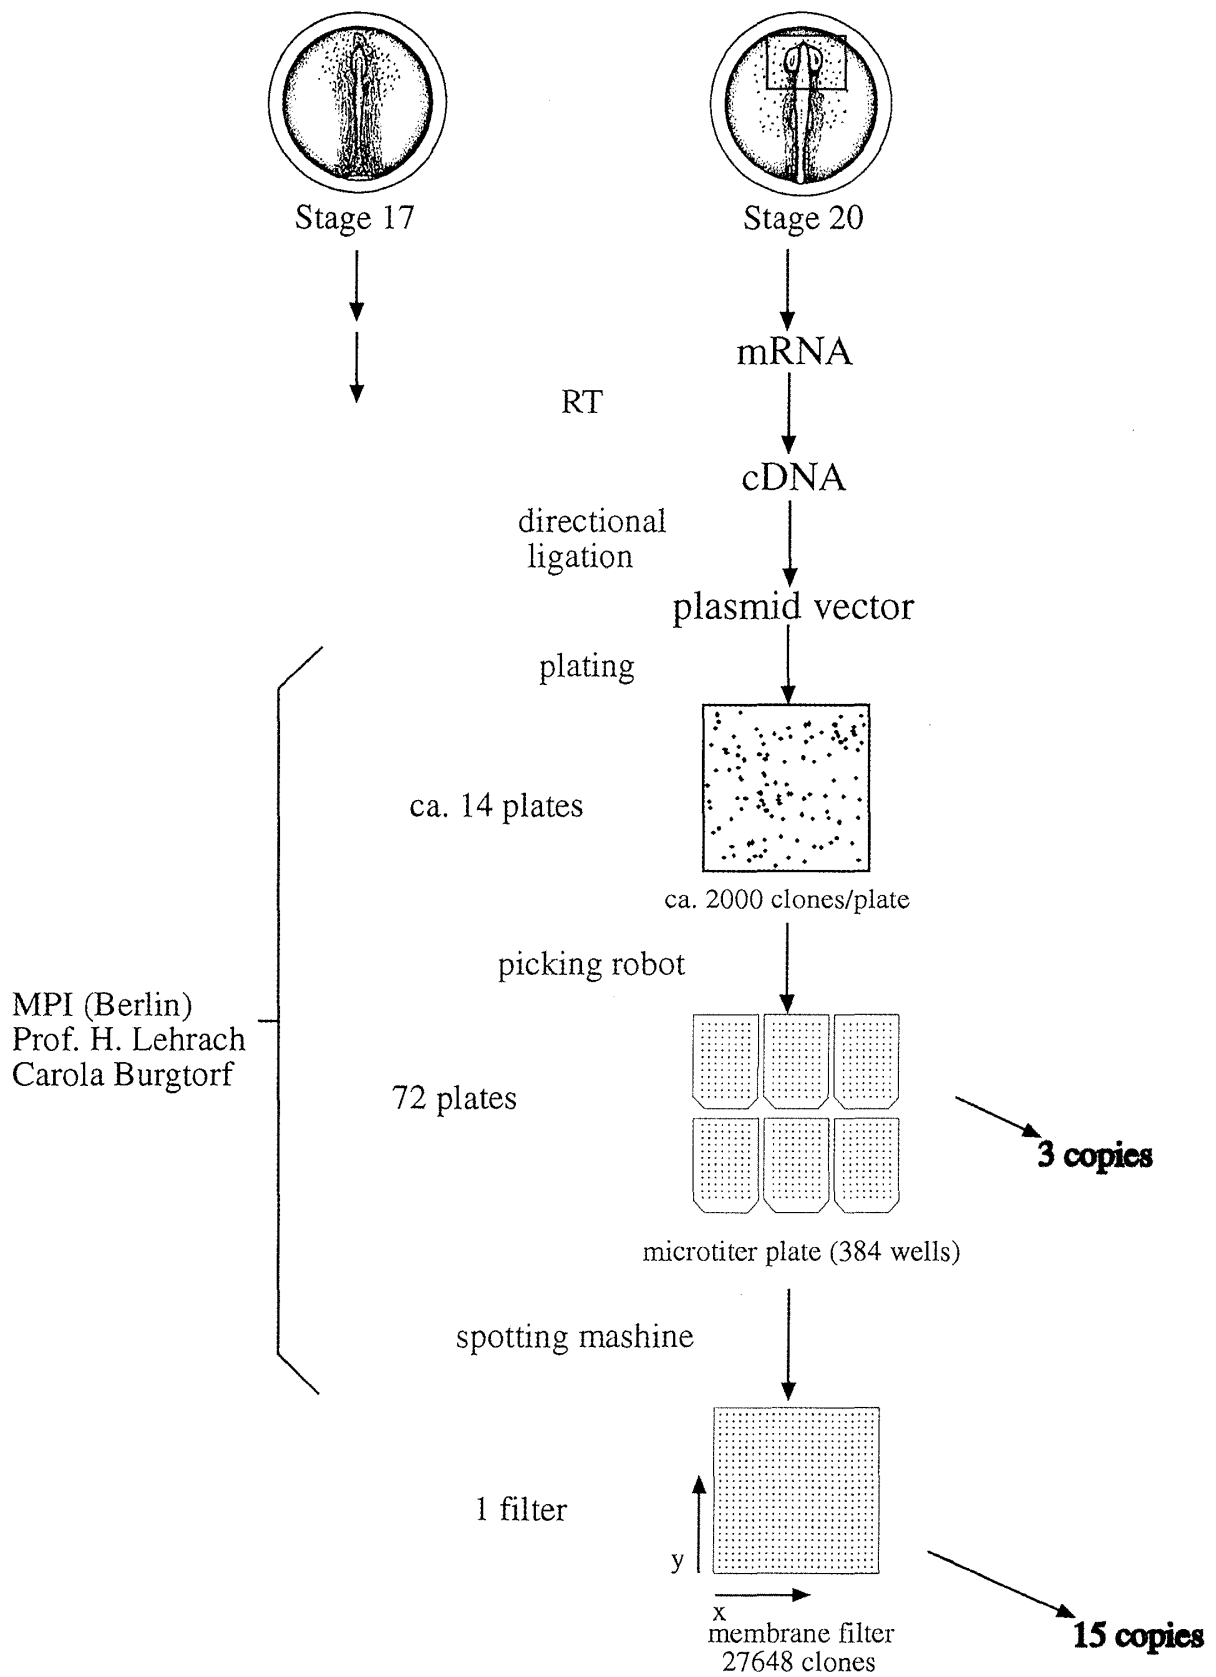 Stage 17
Stage 20
mRNA
RT
cDNA
directional
ligation
plasmid vector
plating
ca. 14 plates
ca. 2000 clones/plate
picking robot
MPI (Berlin)
Prof. H. Lehrach
Carola Burgtorf
72 plates
3 copies
microtiter plate (384 wells)
spotting mashine
1 filter
y
x
membrane filter
27648 clones
15 copies